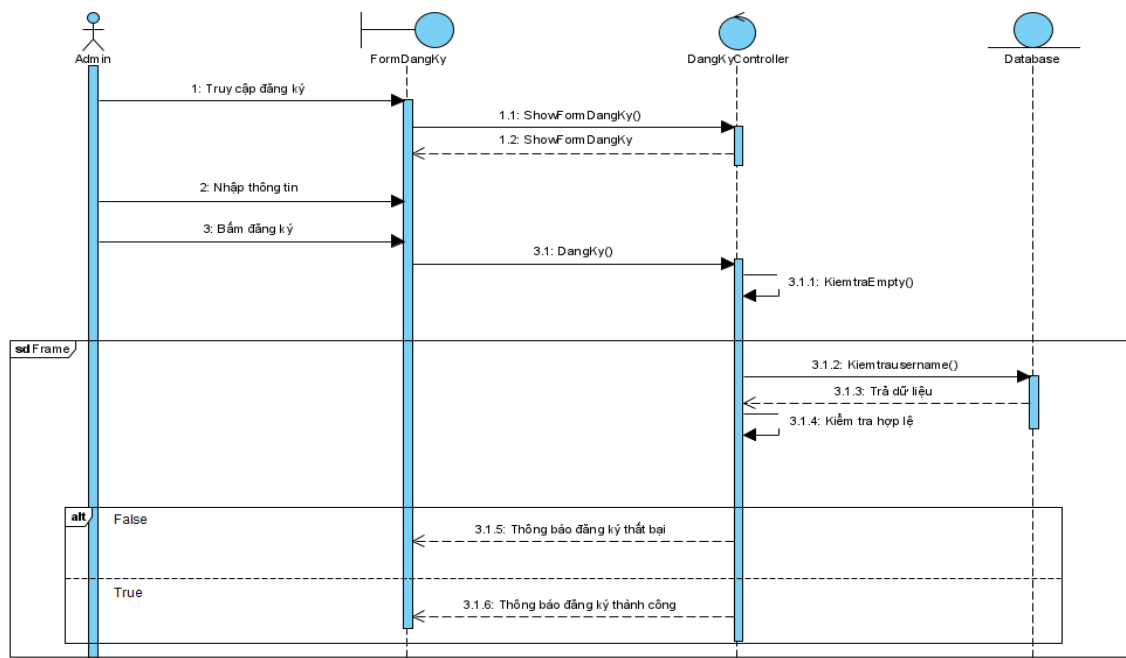 Admin
FormDangKy
DangKyController
Database
1: Truy cập đăng ký
1.1: ShowFormDangKy()
1.2: ShowFormDangKy
2: Nhập thông tin
3: Bấm đăng ký
3.1: DangKy()
3.1.1: KiemtraEmpty()
sd Frame
3.1.2: Kiemtrausername()
3.1.3: Trả dữ liệu
3.1.4: Kiểm tra hợp lệ
alt
False
3.1.5: Thông báo đăng ký thất bại
True
3.1.6: Thông báo đăng ký thành công